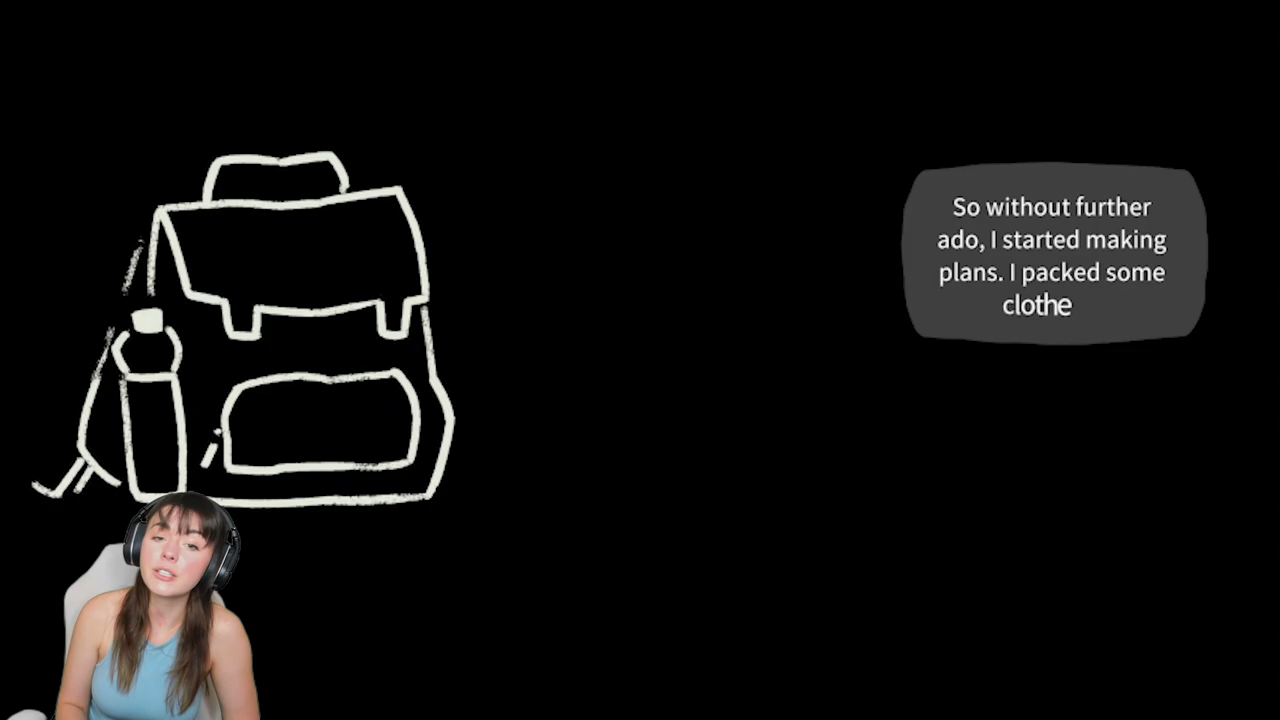 So without further
ado, I started making
plans. I packed some
clothe